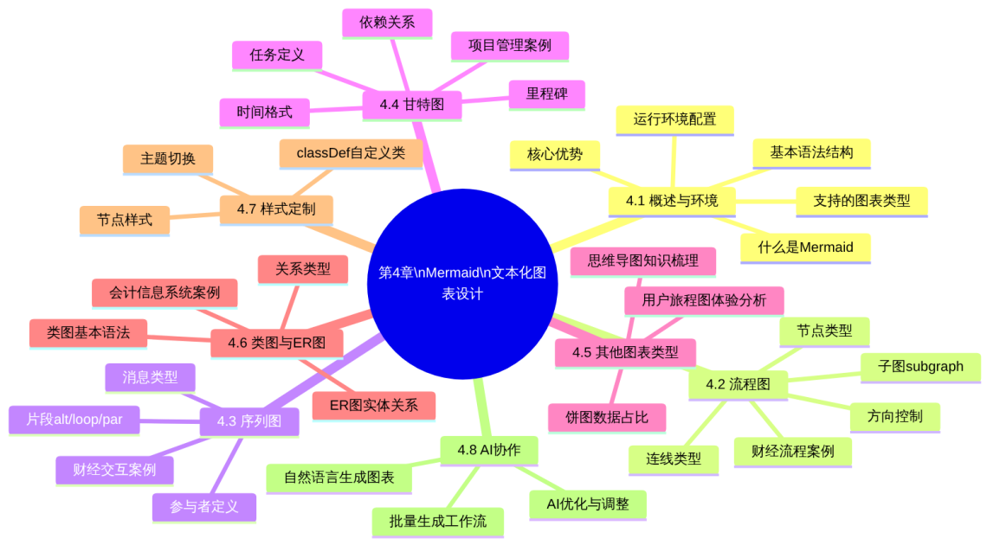 第4章\nMermaid\n文本化图
表设计
4.1 概述与环境
什么是Mermaid
核心优势
运行环境配置
基本语法结构
支持的图表类型
4.2 流程图
节点类型
子图subgraph
方向控制
财经流程案例
连线类型
4.3 序列图
消息类型
片段alt/loop/par
财经交互案例
参与者定义
4.4 甘特图
时间格式
任务定义
依赖关系
项目管理案例
里程碑
4.5 其他图表类型
思维导图知识梳理
用户旅程图体验分析
饼图数据占比
4.6 类图与ER图
关系类型
会计信息系统案例
类图基本语法
ER图实体关系
4.7 样式定制
主题切换
classDef自定义类
节点样式
4.8 AI协作
自然语言生成图表
批量生成工作流
AI优化与调整